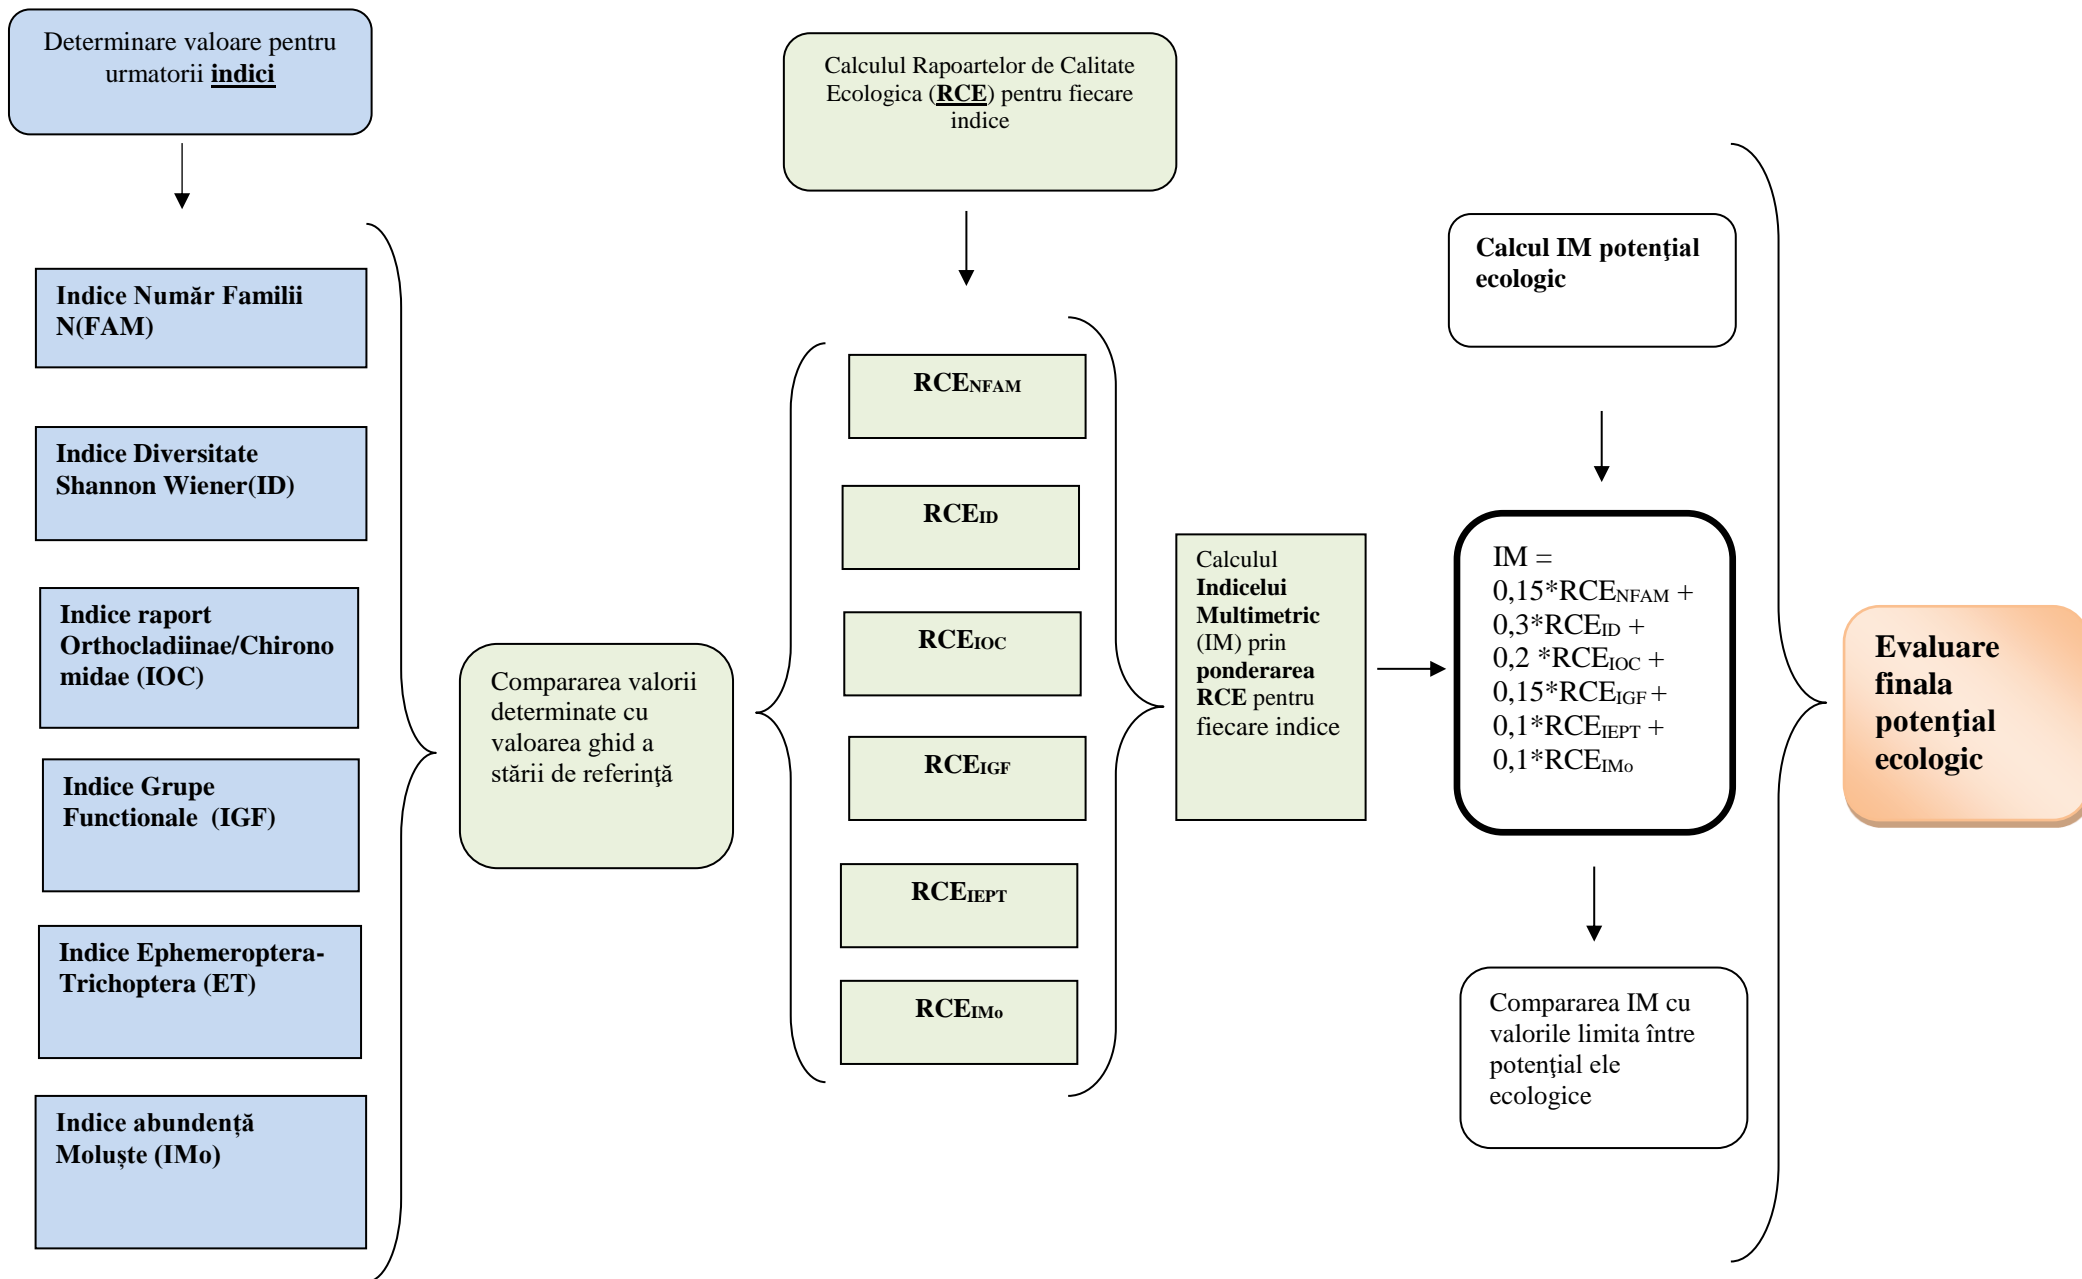 Determinare valoare pentru
urmatorii indici
Indice Număr Familii
N(FAM)
Indice Diversitate
Shannon Wiener(ID)
Indice raport
Orthocladiinae/Chirono
midae (IOC)
Indice Grupe
Functionale (IGF)
Indice Ephemeroptera-
Trichoptera (ET)
Indice abundență
Moluște (IMo)
Compararea valorii
determinate cu
valoarea ghid a
stării de referinţă
Calculul Rapoartelor de Calitate
Ecologica (RCE) pentru fiecare
indice
RCENFAM
RCEID
RCEIOC
RCEIGF
RCEIEPT
RCEIMo
Calculul
Indicelui
Multimetric
(IM) prin
ponderarea
RCE pentru
fiecare indice
Calcul IM potenţial
ecologic
IM =
0,15*RCENFAM +
0,3*RCEID +
0,2 *RCEIOC +
0,15*RCEIGF +
0,1*RCEIEPT +
0,1*RCEIMo
Compararea IM cu
valorile limita între
potenţial ele
ecologice
Evaluare
finala
potenţial
ecologic